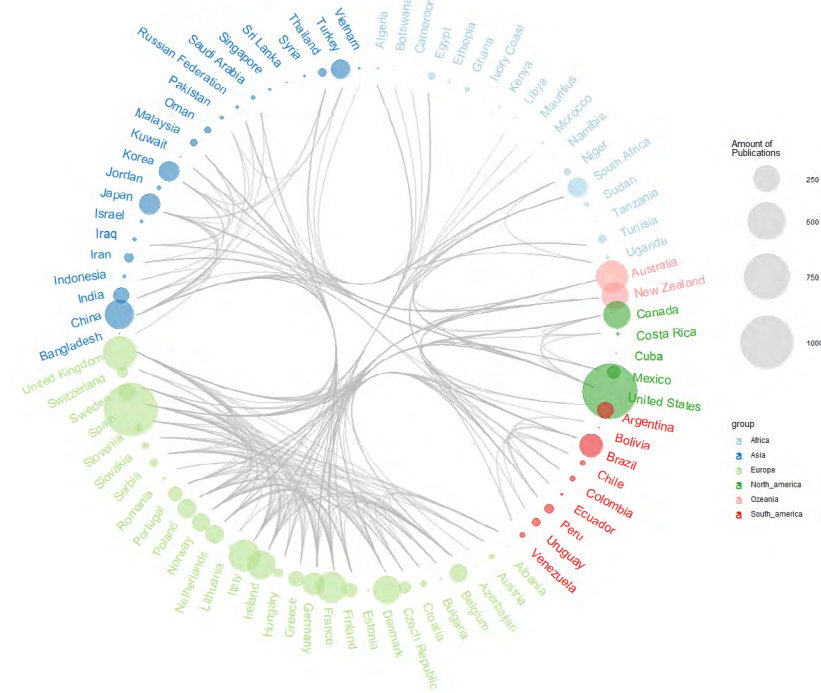 Algeria
Botswana
Cameroon
Egypt
Ethiopia
Ghana
Ivory Coast
Kenya
Libya
Mauritius
Morocco
Namibia
Niger
South Africa
Sudan
Tanzania
Tunisia
Uganda
Australia
New Zealand
Canada
Costa Rica
Cuba
Mexico
United States
Argentina
Bolivia
Brazil
Chile
Colombia
Ecuador
Peru
Uruguay
Venezuela
Albania
Austria
Azerbaijan
Belgium
Bulgaria
Croatia
Czech Republic
Denmark
Estonia
Finland
France
Germany
Greece
Hungary
Ireland
Italy
Lithuania
Netherlands
Norway
Poland
Portugal
Romania
Serbia
Slovakia
Slovenia
Spain
Sweden
Switzerland
United Kingdom
Bangladesh
China
India
Indonesia
Iran
Iraq
Israel
Japan
Jordan
Korea
Kuwait
Malaysia
Oman
Pakistan
Russian Federation
Saudi Arabia
Singapore
Sri Lanka
Syria
Thailand
Turkey
Vietnam
Amount of
Publications
250
500
750
1000
group
a Africa
a Asia
a Europe
a North_america
a Ozeania
a South_america